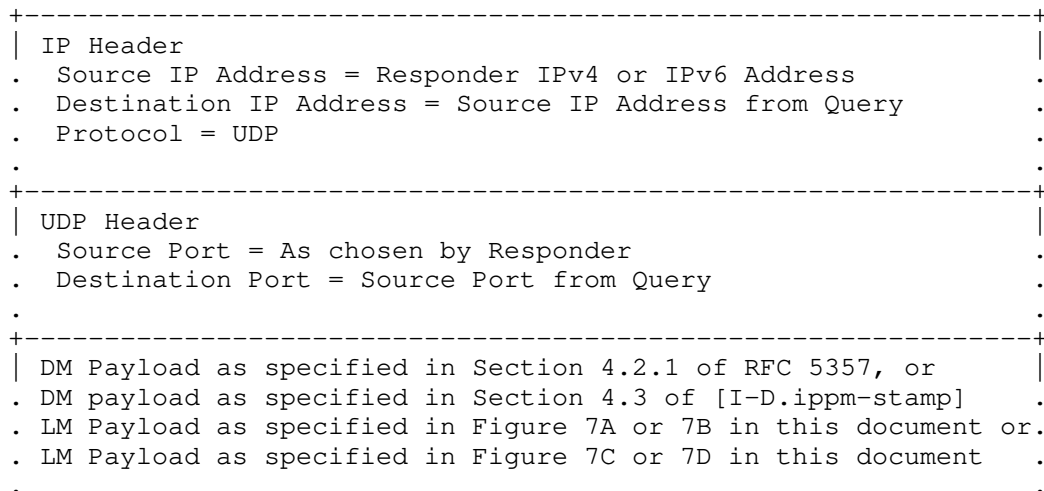 +---------------------------------------------------------------+
| IP Header                                                     |
.  Source IP Address = Responder IPv4 or IPv6 Address           .
.  Destination IP Address = Source IP Address from Query        .
.  Protocol = UDP                                               .
.                                                               .
+---------------------------------------------------------------+
| UDP Header                                                    |
.  Source Port = As chosen by Responder                         .
.  Destination Port = Source Port from Query                    .
.                                                               .
+---------------------------------------------------------------+
| DM Payload as specified in Section 4.2.1 of RFC 5357, or      |
. DM payload as specified in Section 4.3 of [I-D.ippm-stamp]    .
. LM Payload as specified in Figure 7A or 7B in this document or.
. LM Payload as specified in Figure 7C or 7D in this document   .
.                                                               .